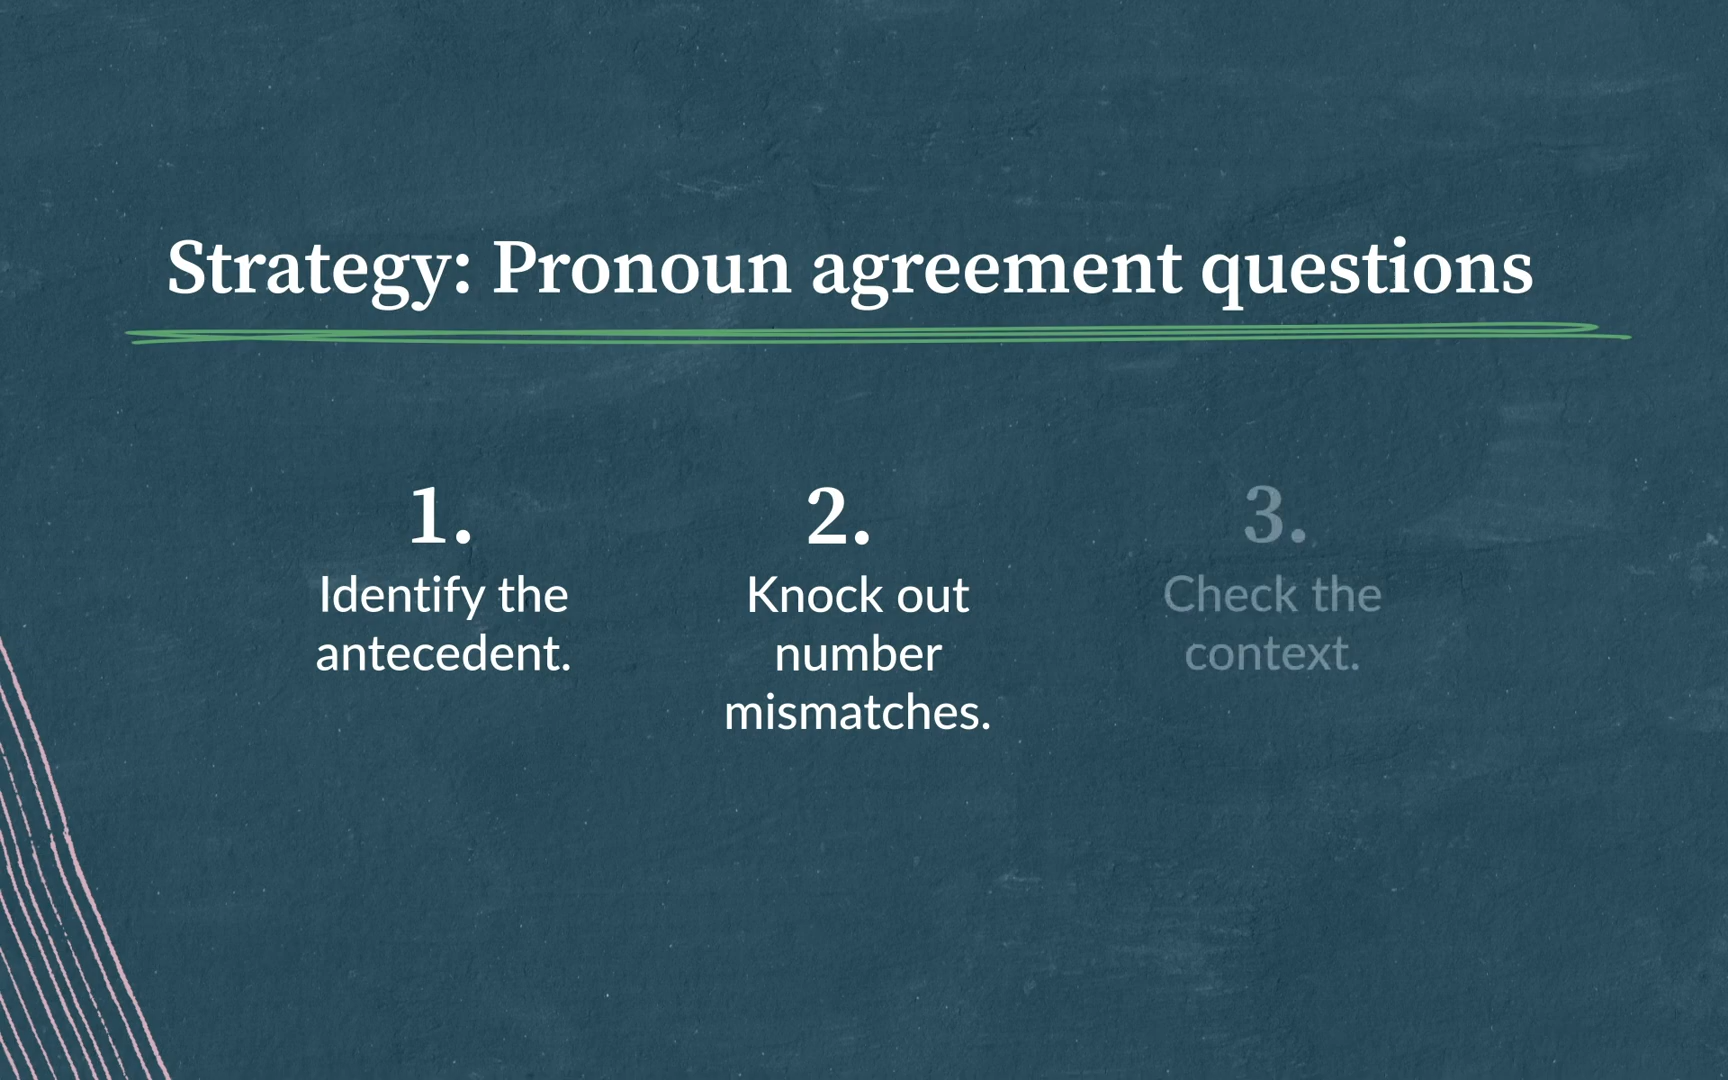 Strategy: Pronoun agreement questions
1.
Identify the
antecedent.
2.
Knock out
number
mismatches.
3.
Check the
context.